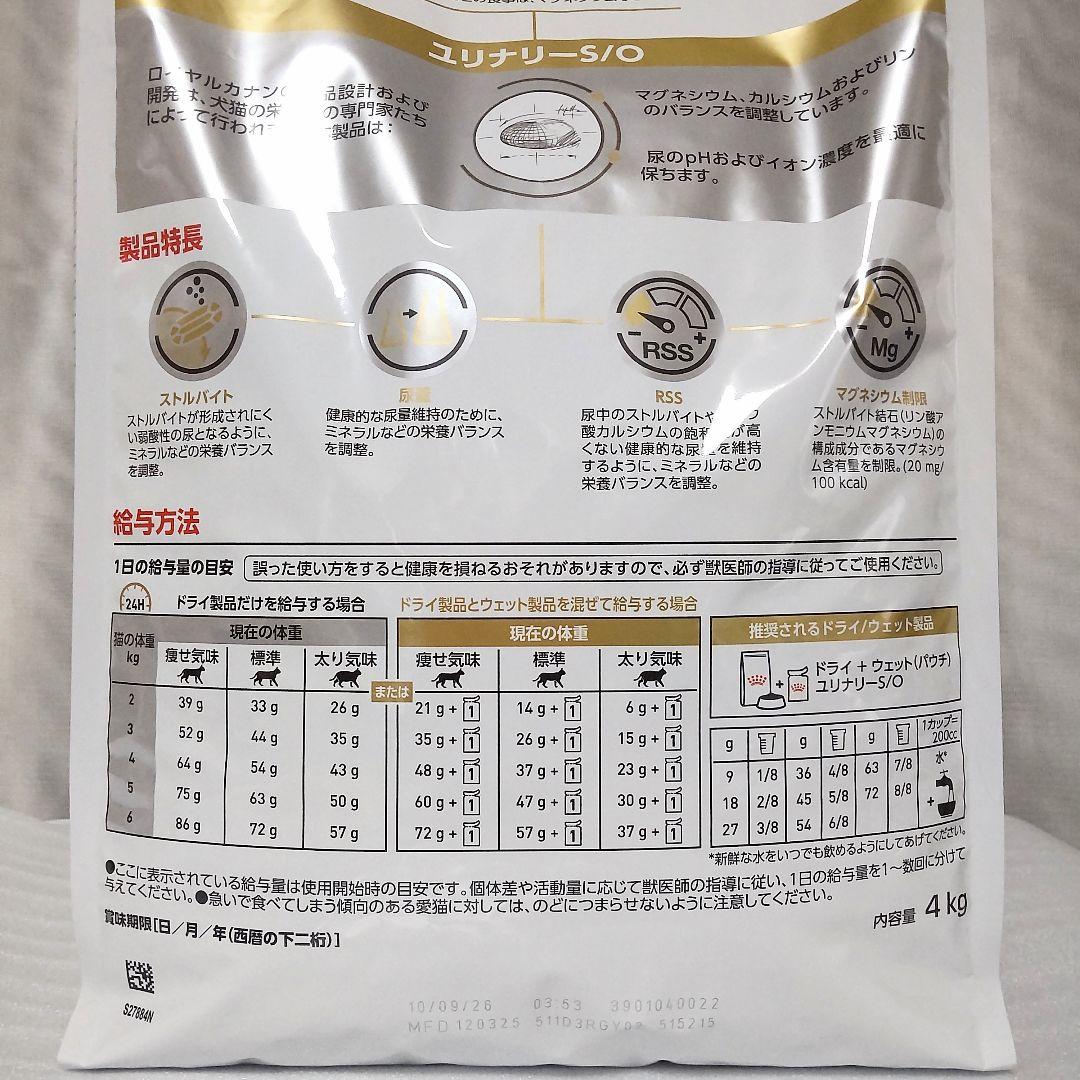 ユリナリーS/O
ロイヤルカナンの 品設計および
開発は、犬猫の栄 の専門家たち
によって行われ 製品は:
マグネシウム、カルシウムおよびリン
のバランスを調整しています。
尿のpHおよびイオン濃度を最適に
保ちます。
製品特長
RSS
Mg
ストルバイト
ストルバイトが形成されにく
い弱酸性の尿となるように、
ミネラルなどの栄養バランス
を調整。
尿量
健康的な尿量維持のために、
ミネラルなどの栄養バランス
を調整。
RSS
尿中のストルバイトや ウ
酸カルシウムの飽和 が高
くない健康的な尿 を維持
するように、ミネラルなどの
栄養バランスを調整。
マグネシウム制限
ストルバイト結石(リン酸ア
ンモニウムマグネシウム)の
構成成分であるマグネシウ
ム含有量を制限。(20 mg/
100 kcal)
給与方法
1日の給与量の目安 誤った使い方をすると健康を損ねるおそれがありますので、必ず獣医師の指導に従ってご使用ください。
24H ドライ製品だけを給与する場合 ドライ製品とウェット製品を混ぜて給与する場合
猫の体重 kg 現在の体重 または 現在の体重
痩せ気味 標準 太り気味 痩せ気味 標準 太り気味
2 39 g 33 g 26 g 21 g + 1 14 g + 1 6 g + 1
3 52 g 44 g 35 g 35 g + 1 26 g + 1 15 g + 1
4 64 g 54 g 43 g 48 g + 1 37 g + 1 23 g + 1
5 75 g 63 g 50 g 60 g + 1 47 g + 1 30 g + 1
6 86 g 72 g 57 g 72 g + 1 57 g + 1 37 g + 1
推奨されるドライ/ウェット製品
ドライ + ウェット(パウチ)
ユリナリーS/O
g g g 1カップ=
200cc
9 1/8 36 4/8 63 7/8 水*
18 2/8 45 5/8 72 8/8 +
27 3/8 54 6/8
*新鮮な水をいつでも飲めるようにしてあげてください。
●ここに表示されている給与量は使用開始時の目安です。個体差や活動量に応じて獣医師の指導に従い、1日の給与量を1〜数回に分けて
与えてください。●急いで食べてしまう傾向のある愛猫に対しては、のどにつまらせないように注意してください。
賞味期限[日/月/年(西暦の下二桁)]
内容量 4 kg
S27884N
10/09/26 03:53 3901040022
MFD 120325 511D3RGY02 515215